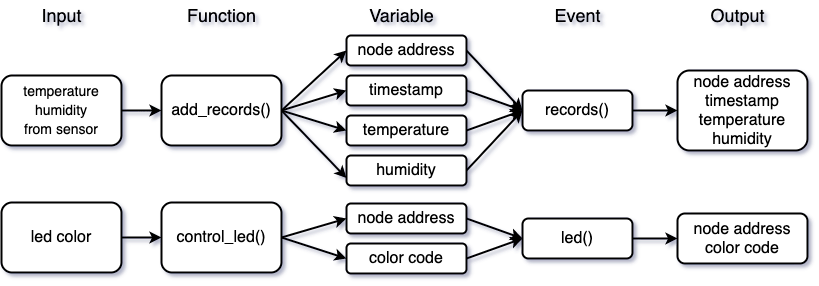 Input Function Variable Event Output
temperature
humidity
from sensor
add_records()
node address
timestamp
temperature
humidity
records()
node address
timestamp
temperature
humidity
led color
control_led()
node address
color code
led()
node address
color code